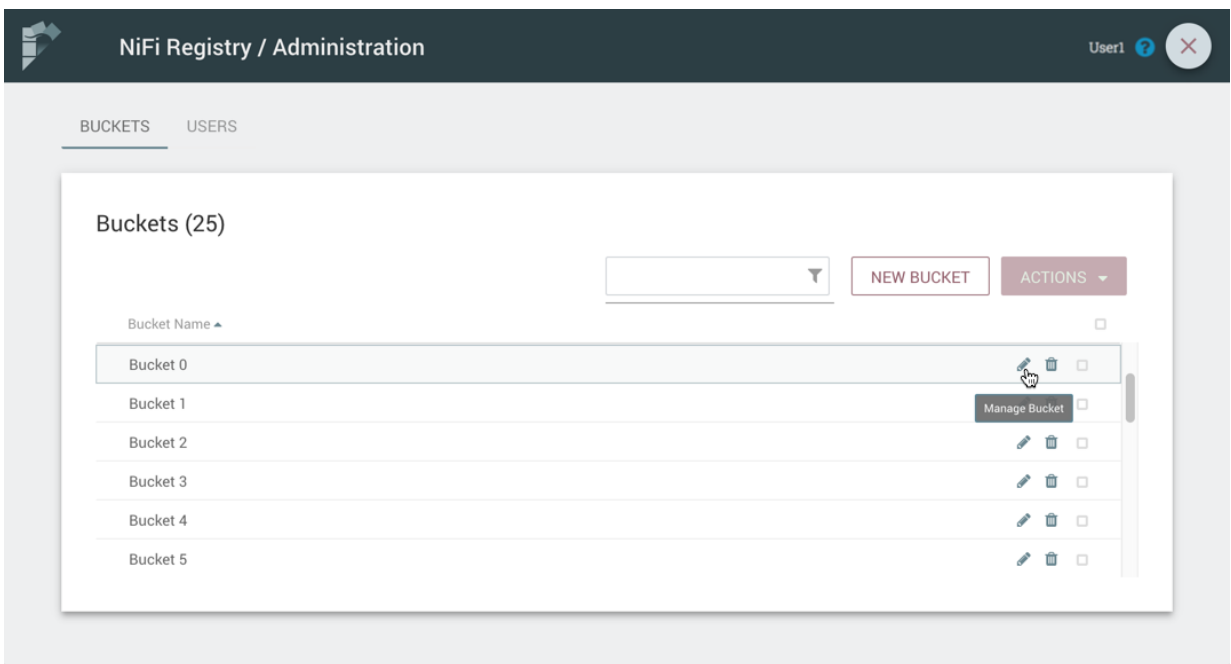 NiFi Registry / Administration
User1
BUCKETS USERS
Buckets (25)
NEW BUCKET ACTIONS
Bucket Name
Bucket 0
Bucket 1
Manage Bucket
Bucket 2
Bucket 3
Bucket 4
Bucket 5